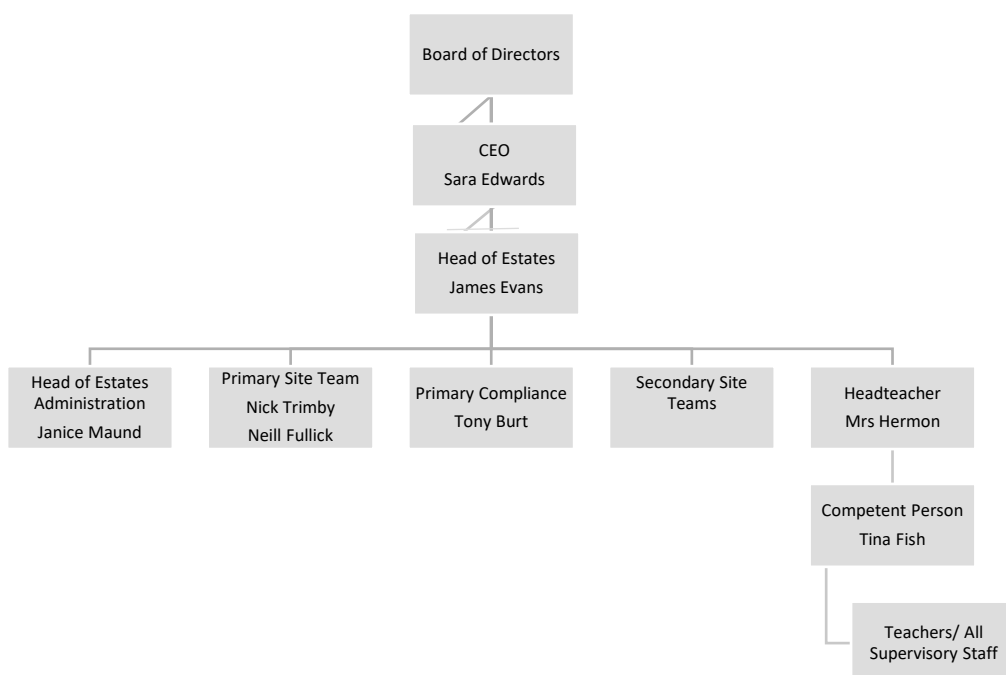 Board of Directors
CEO
Sara Edwards
Head of Estates
James Evans
Head of Estates
Administration
Janice Maund
Primary Site Team
Nick Trimby
Neill Fullick
Primary Compliance
Tony Burt
Secondary Site
Teams
Headteacher
Mrs Hermon
Competent Person
Tina Fish
Teachers/ All
Supervisory Staff